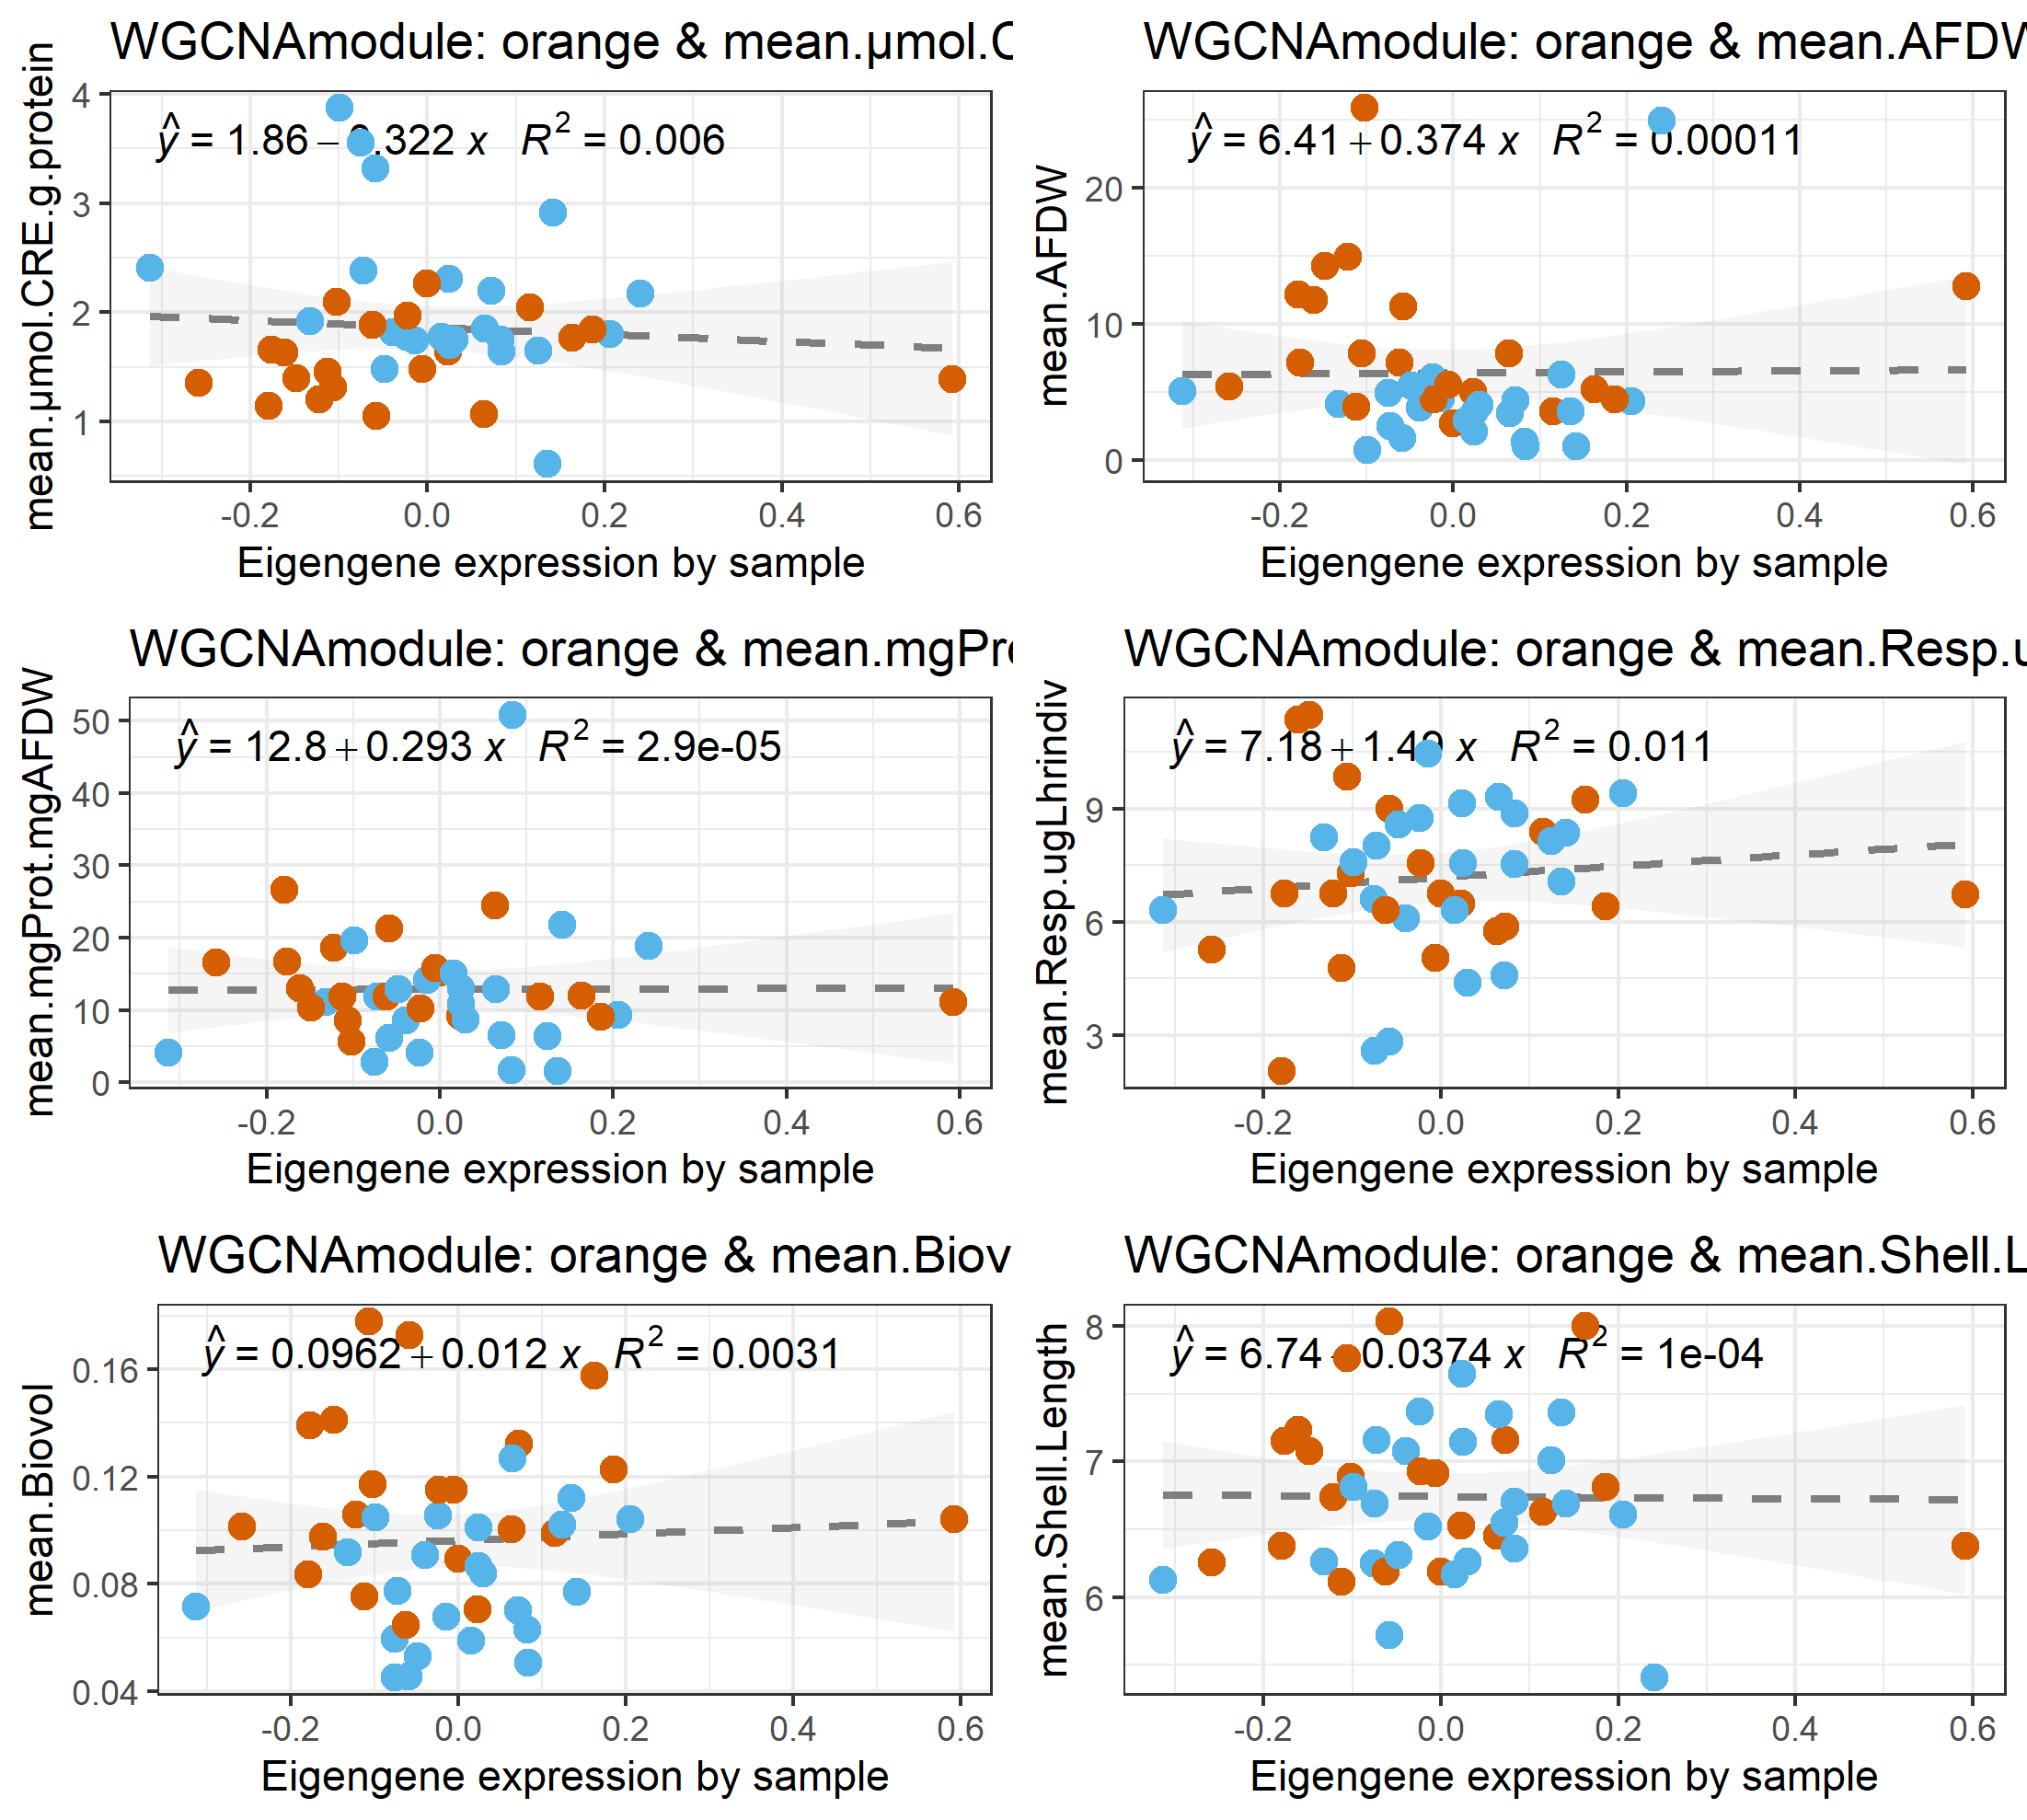 WGCNAmodule: orange & mean.µmol.C
mean.µmol.CRE.g.protein
4
3
2
1
ŷ = 1.86 − 0.322 x R² = 0.006
-0.2 0.0 0.2 0.4 0.6
Eigengene expression by sample
WGCNAmodule: orange & mean.AFDW
mean.AFDW
20
10
0
ŷ = 6.41 + 0.374 x R² = 0.00011
-0.2 0.0 0.2 0.4 0.6
Eigengene expression by sample
WGCNAmodule: orange & mean.mgPro
mean.mgProt.mgAFDW
50
40
30
20
10
0
ŷ = 12.8 + 0.293 x R² = 2.9e-05
-0.2 0.0 0.2 0.4 0.6
Eigengene expression by sample
WGCNAmodule: orange & mean.Resp.u
mean.Resp.ugLhrindiv
9
6
3
ŷ = 7.18 + 1.49 x R² = 0.011
-0.2 0.0 0.2 0.4 0.6
Eigengene expression by sample
WGCNAmodule: orange & mean.Biov
mean.Biovol
0.16
0.12
0.08
0.04
ŷ = 0.0962 + 0.012 x R² = 0.0031
-0.2 0.0 0.2 0.4 0.6
Eigengene expression by sample
WGCNAmodule: orange & mean.Shell.L
mean.Shell.Length
8
7
6
ŷ = 6.74 − 0.0374 x R² = 1e-04
-0.2 0.0 0.2 0.4 0.6
Eigengene expression by sample